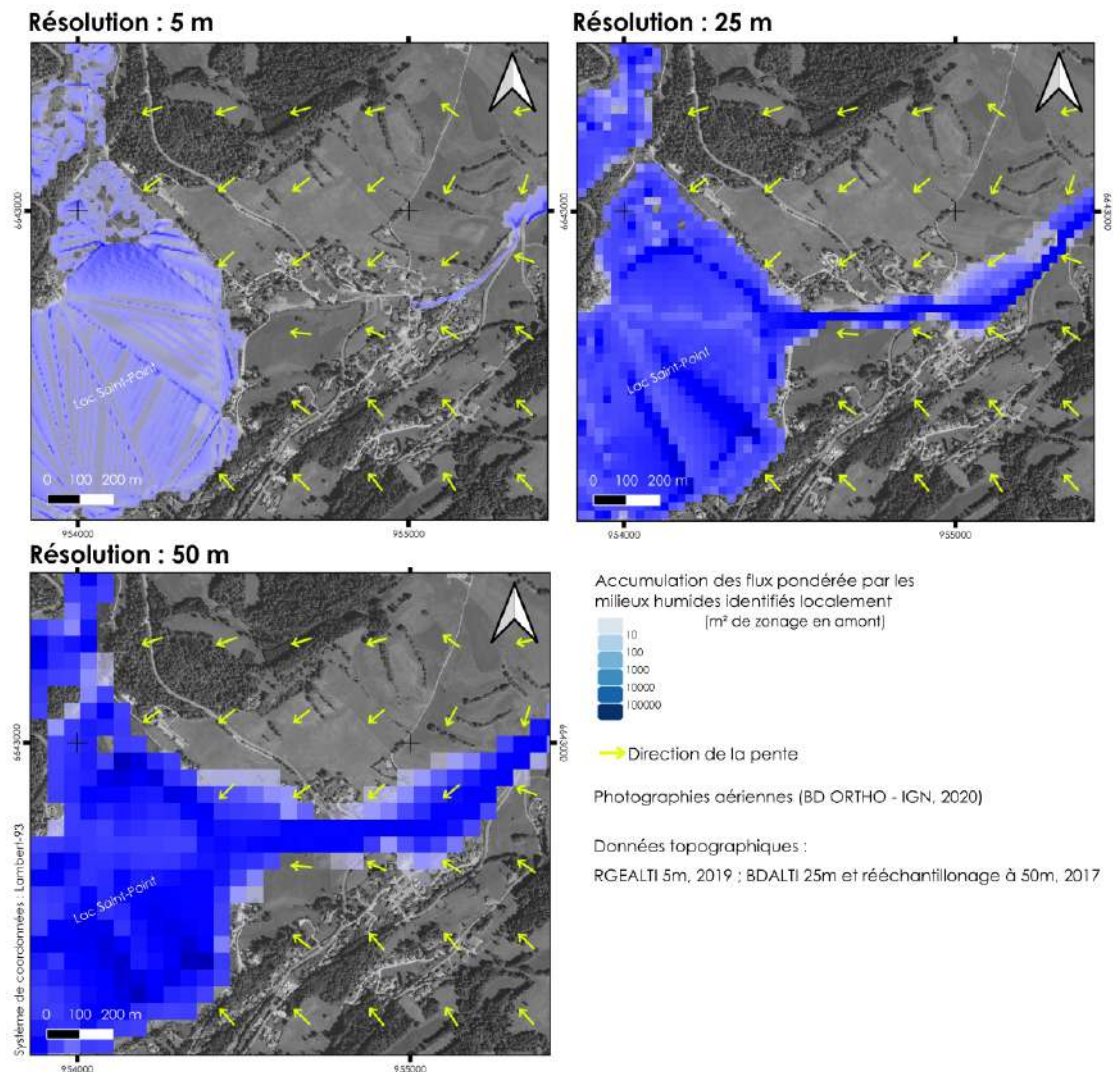 Résolution : 5 m
Résolution : 25 m
6643000
6643000
Lac Saint-Point
Lac Saint-Point
0 100 200 m
0 100 200 m
954000
955000
954000
955000
Résolution : 50 m
Accumulation des flux pondérée par les
milieux humides identifiés localement
(m² de zonage en amont)
10
100
1000
10000
100000
6643000
Direction de la pente
Photographies aériennes (BD ORTHO - IGN, 2020)
Données topographiques :
RGEALTI 5m, 2019 ; BDALTI 25m et rééchantillonage à 50m, 2017
Système de coordonnées : Lambert-93
Lac Saint-Point
0 100 200 m
954000
955000